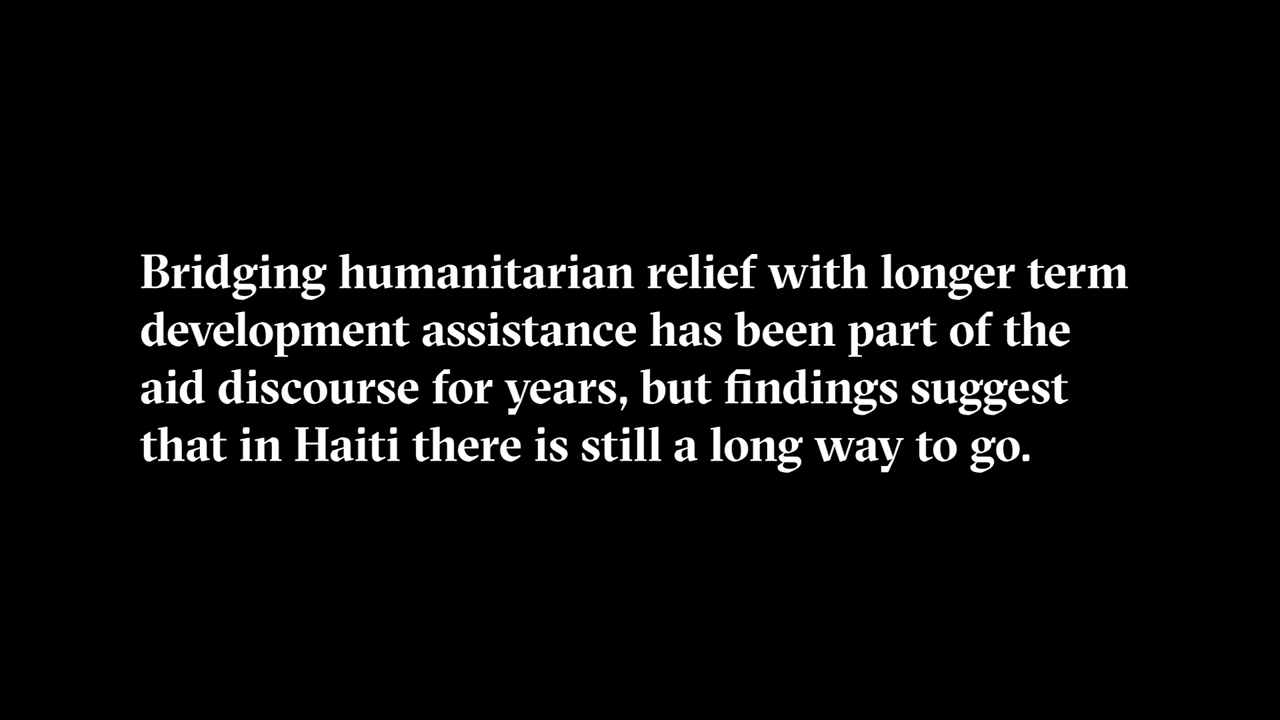 Bridging humanitarian relief with longer term
development assistance has been part of the
aid discourse for years, but findings suggest
that in Haiti there is still a long way to go.